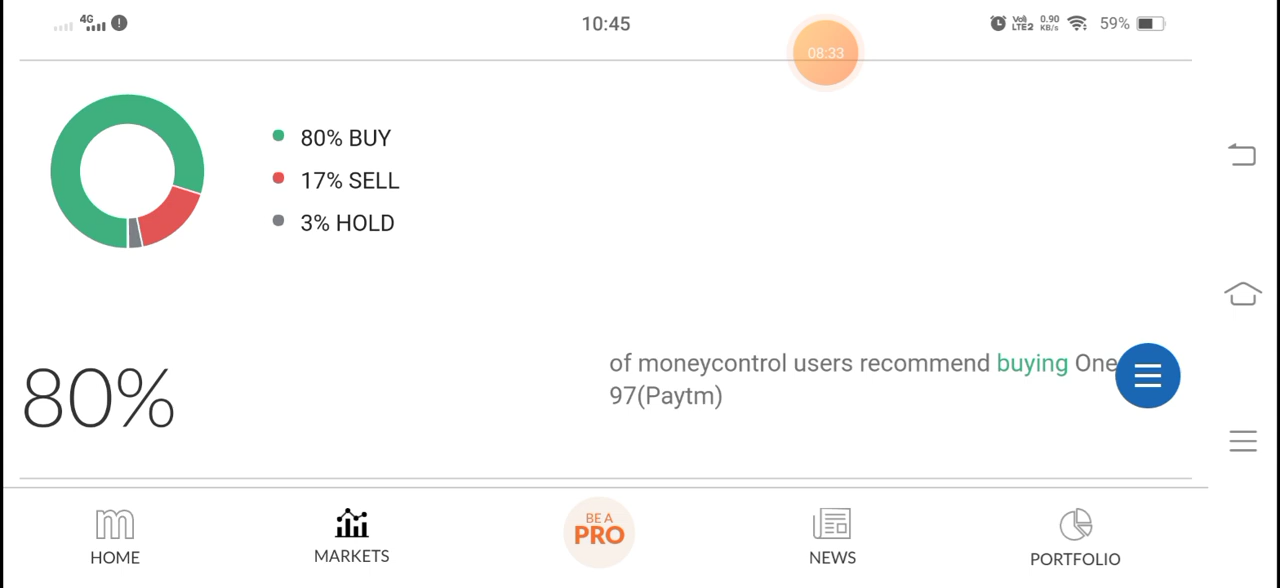 4G
10:45
08:33
VoI) LTE2
0.90 KB/s
59%
80% BUY
17% SELL
3% HOLD
80%
of moneycontrol users recommend buying One
97(Paytm)
HOME
MARKETS
BE A
PRO
NEWS
PORTFOLIO